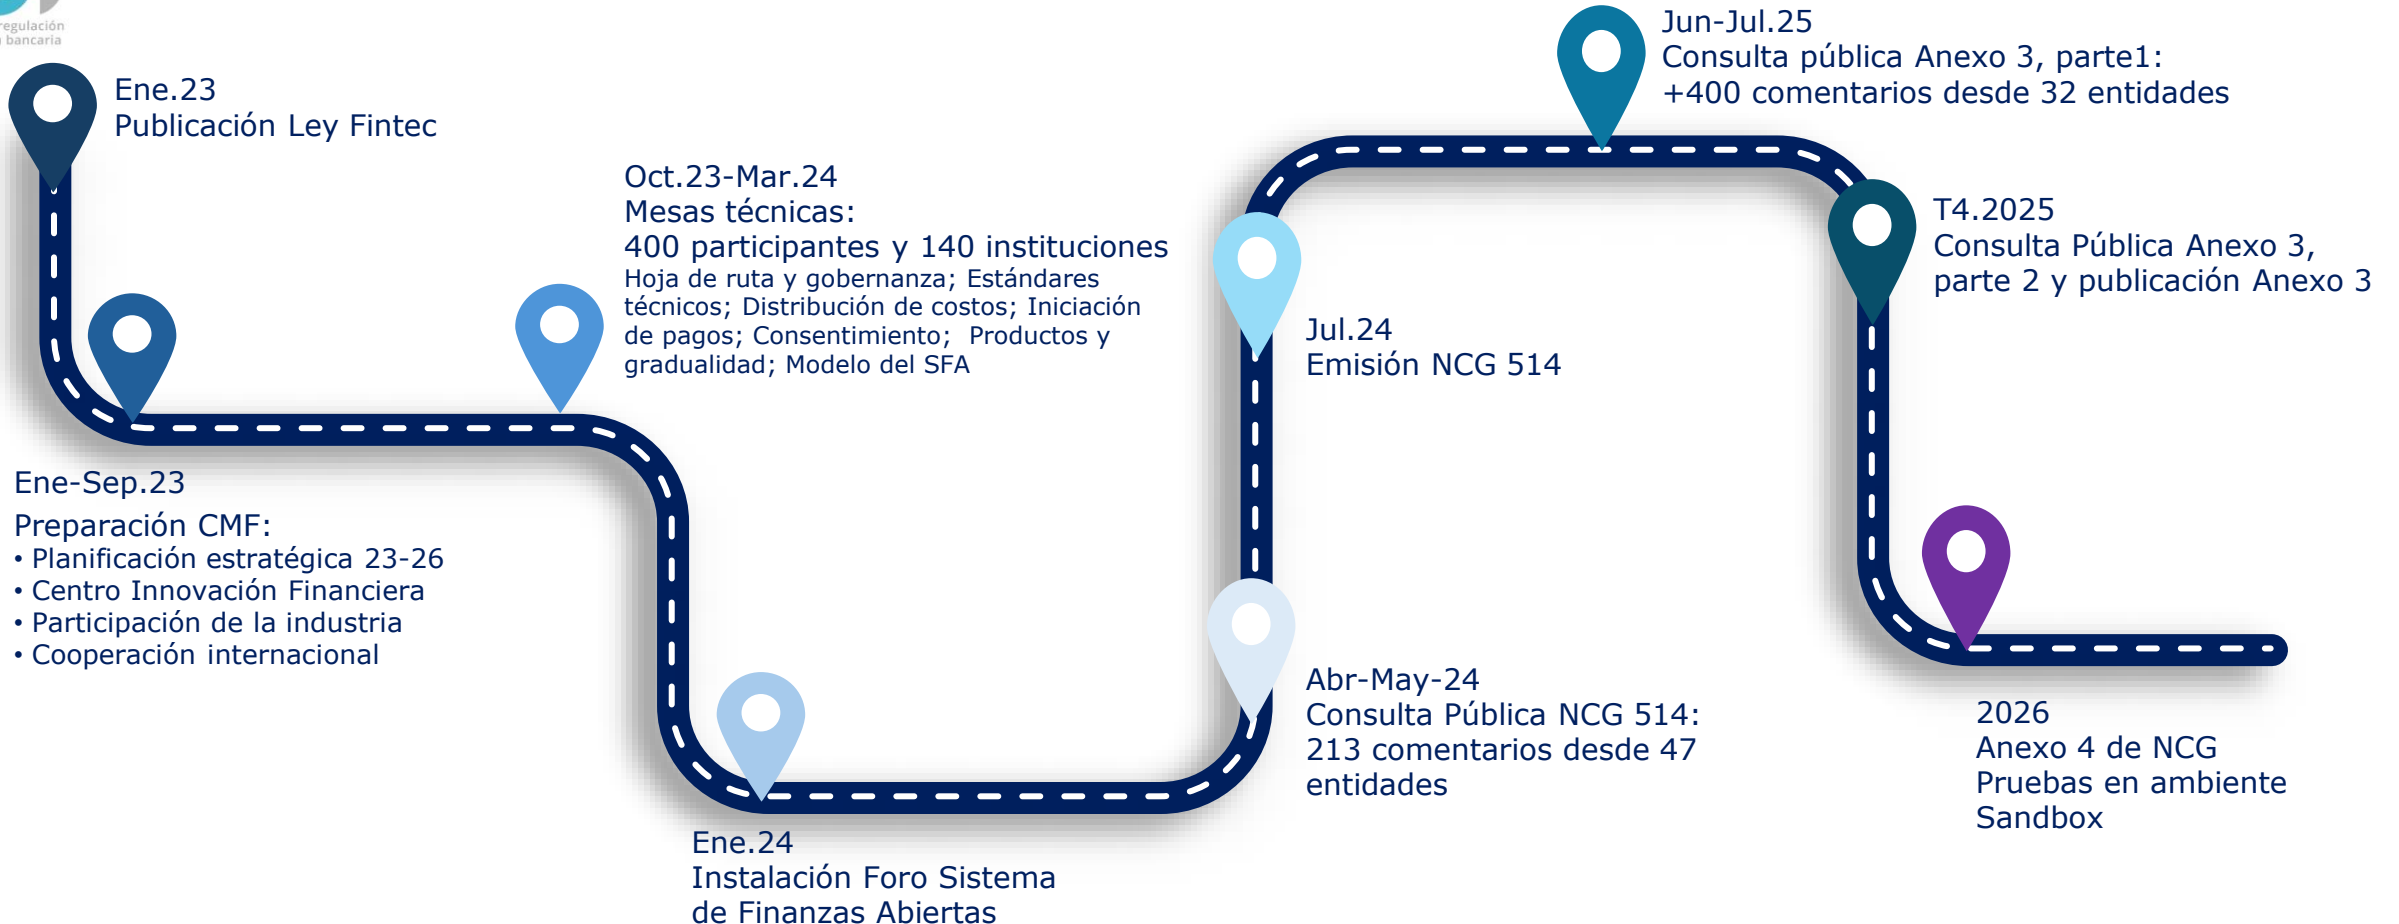 regulación
bancaria
Ene.23
Publicación Ley Fintec
Ene-Sep.23
Preparación CMF:
• Planificación estratégica 23-26
• Centro Innovación Financiera
• Participación de la industria
• Cooperación internacional
Oct.23-Mar.24
Mesas técnicas:
400 participantes y 140 instituciones
Hoja de ruta y gobernanza; Estándares
técnicos; Distribución de costos; Iniciación
de pagos; Consentimiento; Productos y
gradualidad; Modelo del SFA
Ene.24
Instalación Foro Sistema
de Finanzas Abiertas
Abr-May-24
Consulta Pública NCG 514:
213 comentarios desde 47
entidades
Jul.24
Emisión NCG 514
Jun-Jul.25
Consulta pública Anexo 3, parte1:
+400 comentarios desde 32 entidades
T4.2025
Consulta Pública Anexo 3,
parte 2 y publicación Anexo 3
2026
Anexo 4 de NCG
Pruebas en ambiente
Sandbox